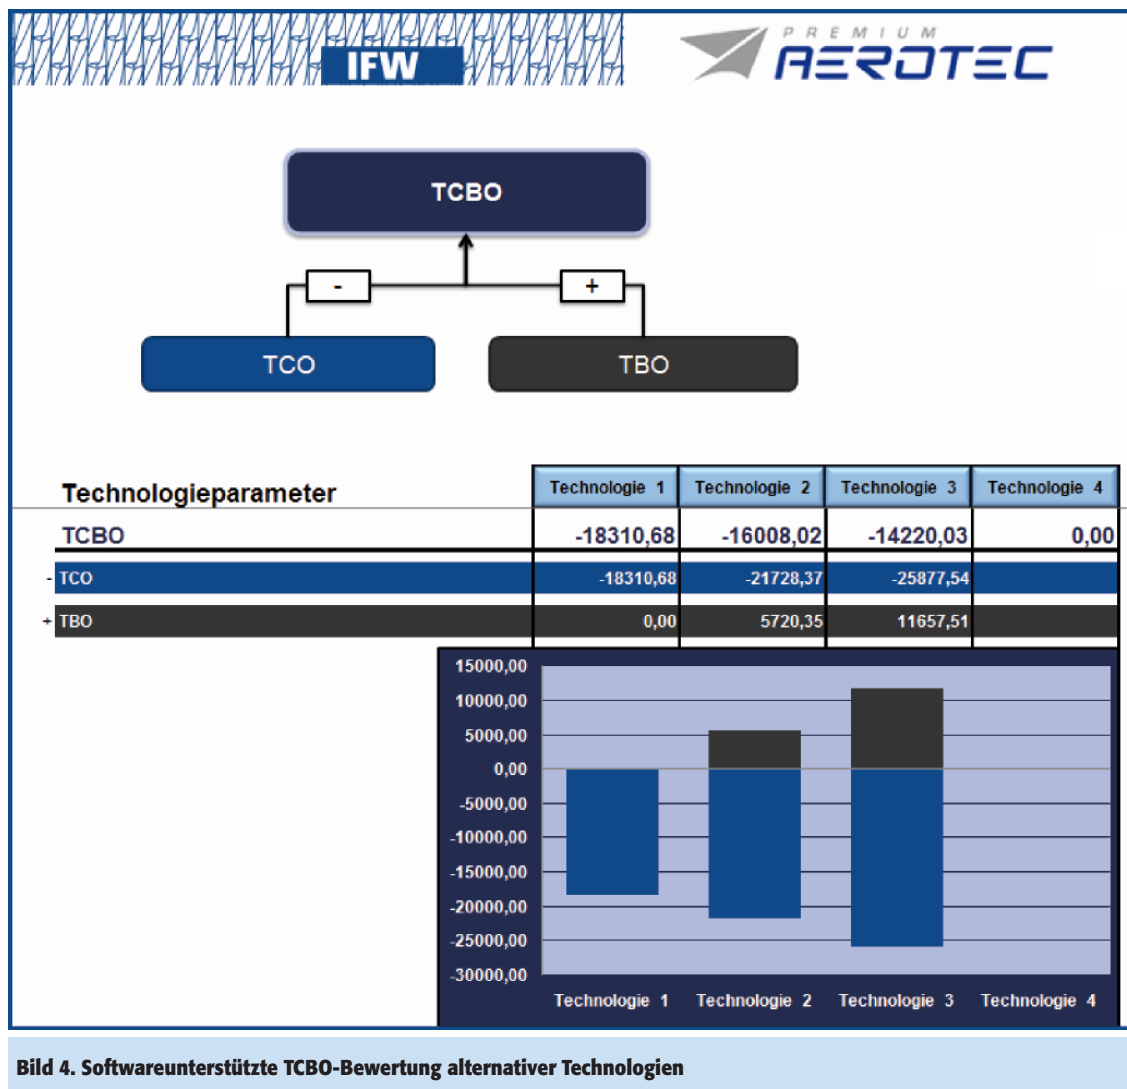 IFW
PREMIUM
AEROTEC
TCBO
- +
TCO TBO
Technologieparameter Technologie 1 Technologie 2 Technologie 3 Technologie 4
TCBO -18310,68 -16008,02 -14220,03 0,00
- TCO -18310,68 -21728,37 -25877,54
+ TBO 0,00 5720,35 11657,51
15000,00
10000,00
5000,00
0,00
-5000,00
-10000,00
-15000,00
-20000,00
-25000,00
-30000,00
Technologie 1 Technologie 2 Technologie 3 Technologie 4
Bild 4. Softwareunterstützte TCBO-Bewertung alternativer Technologien